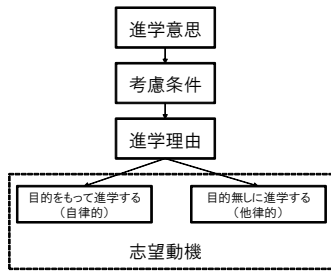 進学意思
考慮条件
進学理由
目的をもって進学する
(自律的)
目的無しに進学する
(他律的)
志望動機